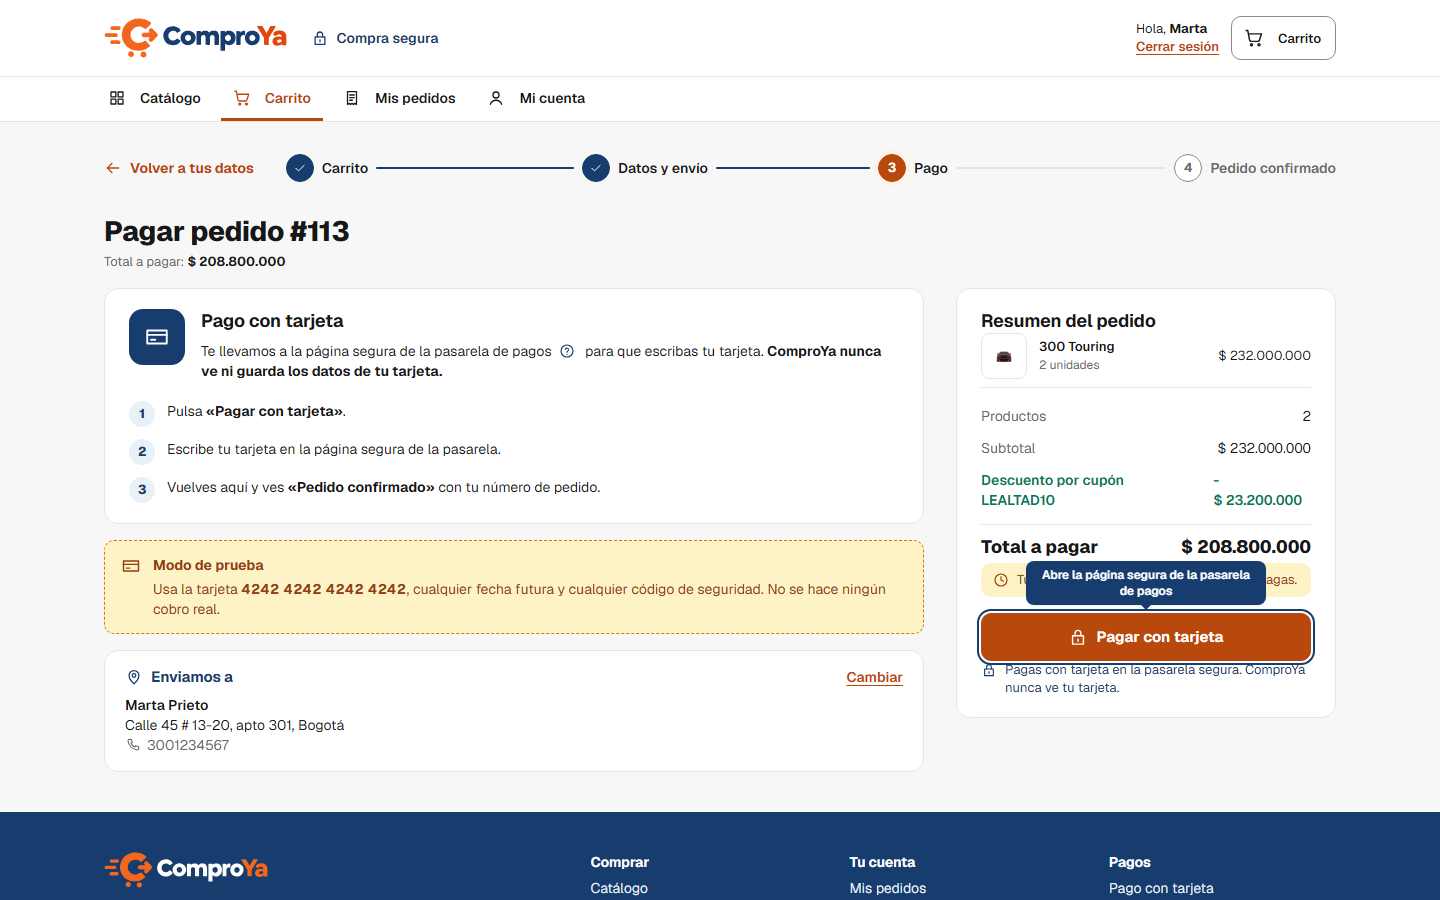 ComproYa
Compra segura
Hola, Marta
Cerrar sesión
Carrito
Catálogo
Carrito
Mis pedidos
Mi cuenta
Volver a tus datos
Carrito
Datos y envío
3 Pago
4 Pedido confirmado
Pagar pedido #113
Total a pagar: $ 208.800.000
Pago con tarjeta
Te llevamos a la página segura de la pasarela de pagos ? para que escribas tu tarjeta. ComproYa nunca
ve ni guarda los datos de tu tarjeta.
1 Pulsa «Pagar con tarjeta».
2 Escribe tu tarjeta en la página segura de la pasarela.
3 Vuelves aquí y ves «Pedido confirmado» con tu número de pedido.
Modo de prueba
Usa la tarjeta 4242 4242 4242 4242, cualquier fecha futura y cualquier código de seguridad. No se hace ningún
cobro real.
Enviamos a
Cambiar
Marta Prieto
Calle 45 # 13-20, apto 301, Bogotá
3001234567
Resumen del pedido
300 Touring
2 unidades
$ 232.000.000
Productos 2
Subtotal $ 232.000.000
Descuento por cupón -
LEALTAD10 $ 23.200.000
Total a pagar $ 208.800.000
Abre la página segura de la pasarela
de pagos
agas.
Pagar con tarjeta
Pagas con tarjeta en la pasarela segura. ComproYa
nunca ve tu tarjeta.
ComproYa
Comprar
Catálogo
Tu cuenta
Mis pedidos
Pagos
Pago con tarjeta